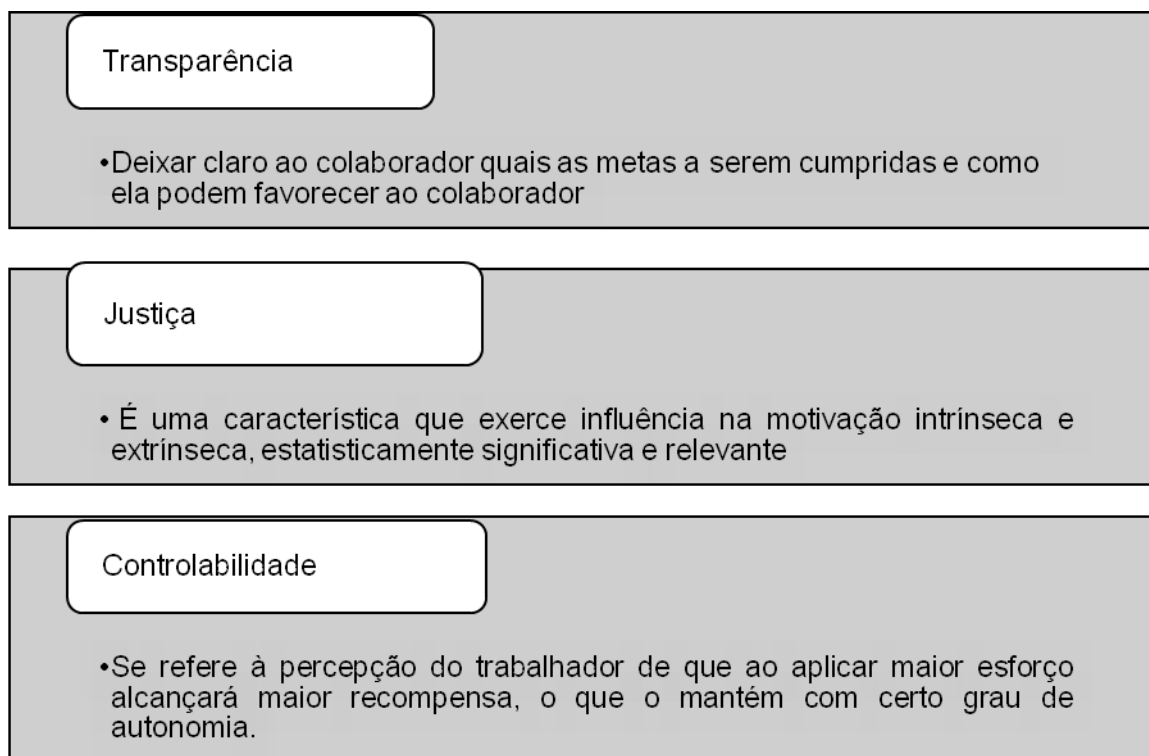 Transparência
•Deixar claro ao colaborador quais as metas a serem cumpridas e como
ela podem favorecer ao colaborador
Justiça
• É uma característica que exerce influência na motivação intrínseca e
extrínseca, estatisticamente significativa e relevante
Controlabilidade
•Se refere à percepção do trabalhador de que ao aplicar maior esforço
alcançará maior recompensa, o que o mantém com certo grau de
autonomia.